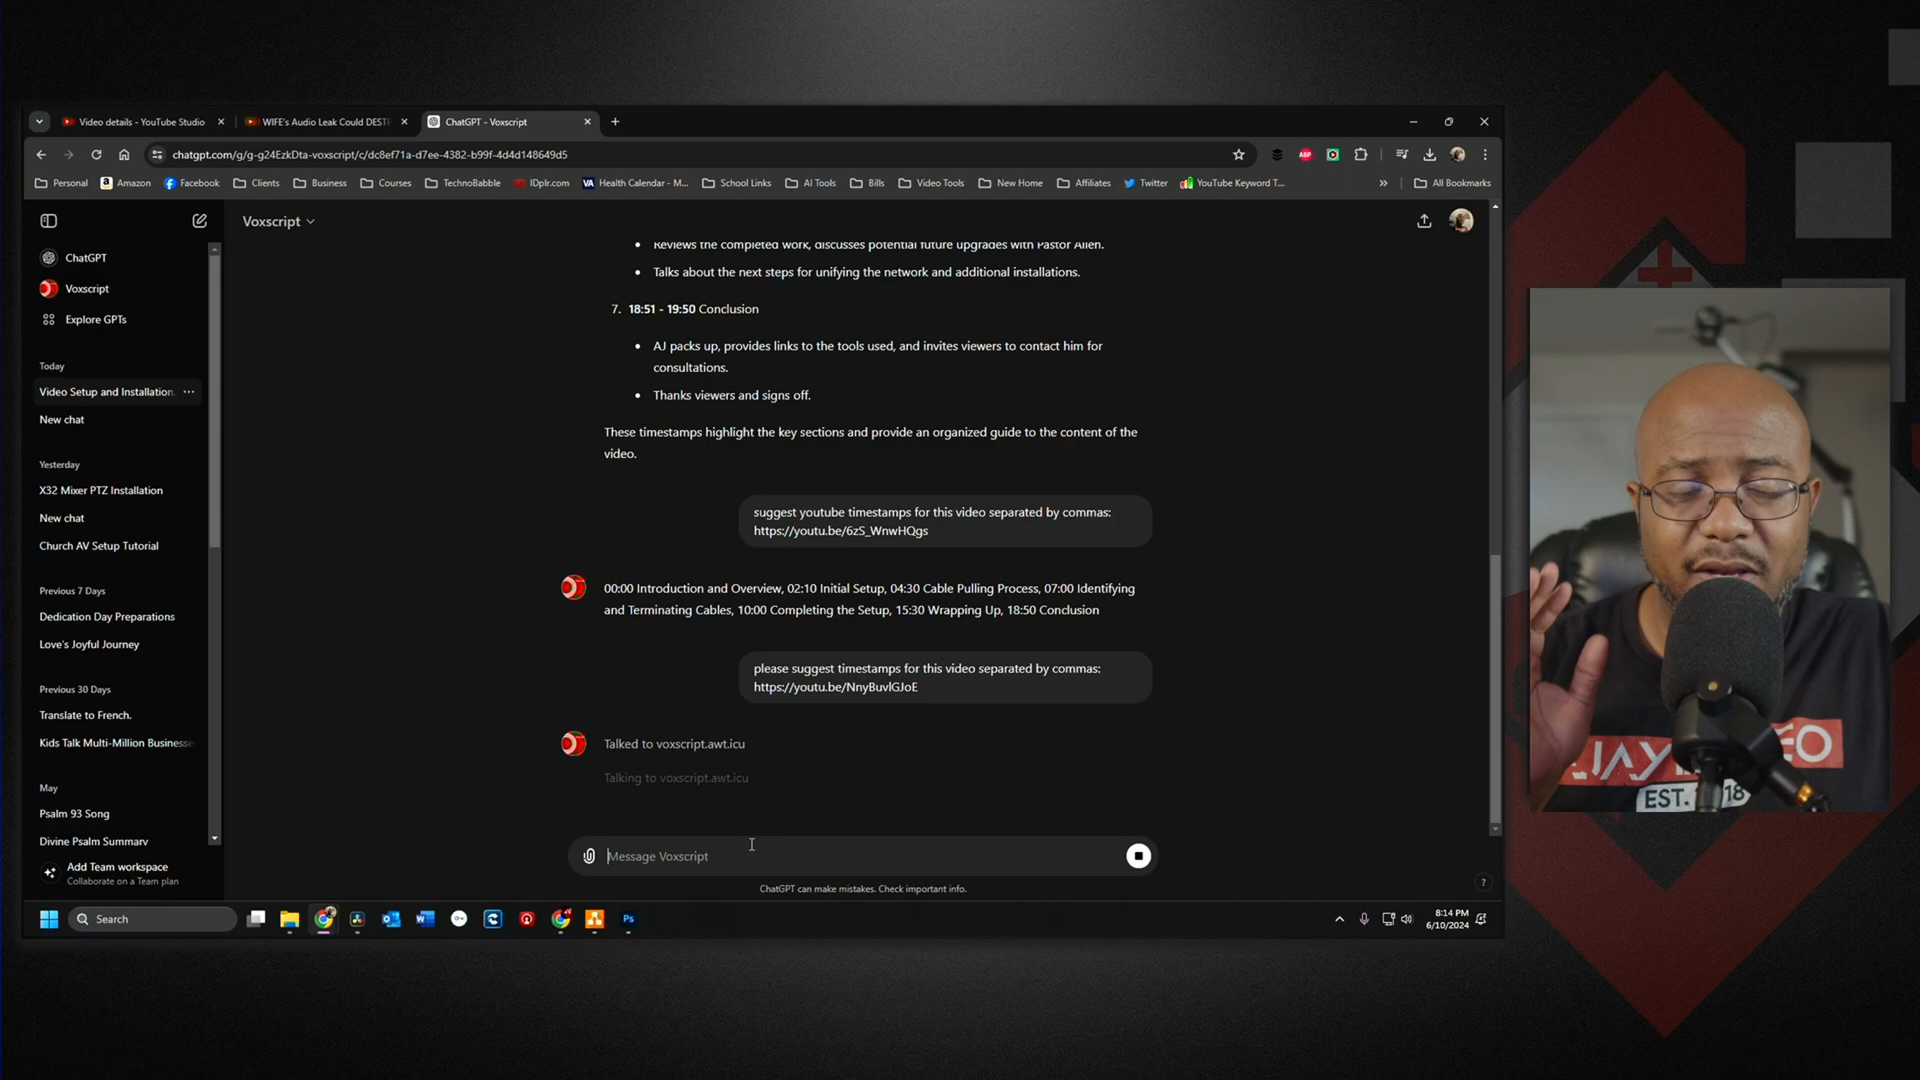 Video details - YouTube Studio
WIFE's Audio Leak Could DEST
ChatGPT - Voxscript
chatgpt.com/g/g-g24EzkDta-voxscript/c/dc8ef71a-d7ee-4382-b99f-4d4d148649d5
ABP
Personal
Amazon
Facebook
Clients
Business
Courses
TechnoBabble
IDplr.com
VA
Health Calendar - M...
School Links
AI Tools
Bills
Video Tools
New Home
Affiliates
Twitter
YouTube Keyword T...
»
All Bookmarks
Voxscript
ChatGPT
Voxscript
Explore GPTs
Today
Video Setup and Installation.
New chat
Yesterday
X32 Mixer PTZ Installation
New chat
Church AV Setup Tutorial
Previous 7 Days
Dedication Day Preparations
Love's Joyful Journey
Previous 30 Days
Translate to French.
Kids Talk Multi-Million Businesse
May
Psalm 93 Song
Divine Psalm Summary
Add Team workspace
Collaborate on a Team plan
• Reviews the completed work, discusses potential future upgrades with Pastor Allen.
• Talks about the next steps for unifying the network and additional installations.
7. 18:51 - 19:50 Conclusion
• AJ packs up, provides links to the tools used, and invites viewers to contact him for
consultations.
• Thanks viewers and signs off.
These timestamps highlight the key sections and provide an organized guide to the content of the
video.
suggest youtube timestamps for this video separated by commas:
https://youtu.be/6zS_WnwHQgs
00:00 Introduction and Overview, 02:10 Initial Setup, 04:30 Cable Pulling Process, 07:00 Identifying
and Terminating Cables, 10:00 Completing the Setup, 15:30 Wrapping Up, 18:50 Conclusion
please suggest timestamps for this video separated by commas:
https://youtu.be/NnyBuvlGJoE
Talked to voxscript.awt.icu
Talking to voxscript.awt.icu
Message Voxscript
ChatGPT can make mistakes. Check important info.
?
Search
Ps
8:14 PM
6/10/2024
EST.
18